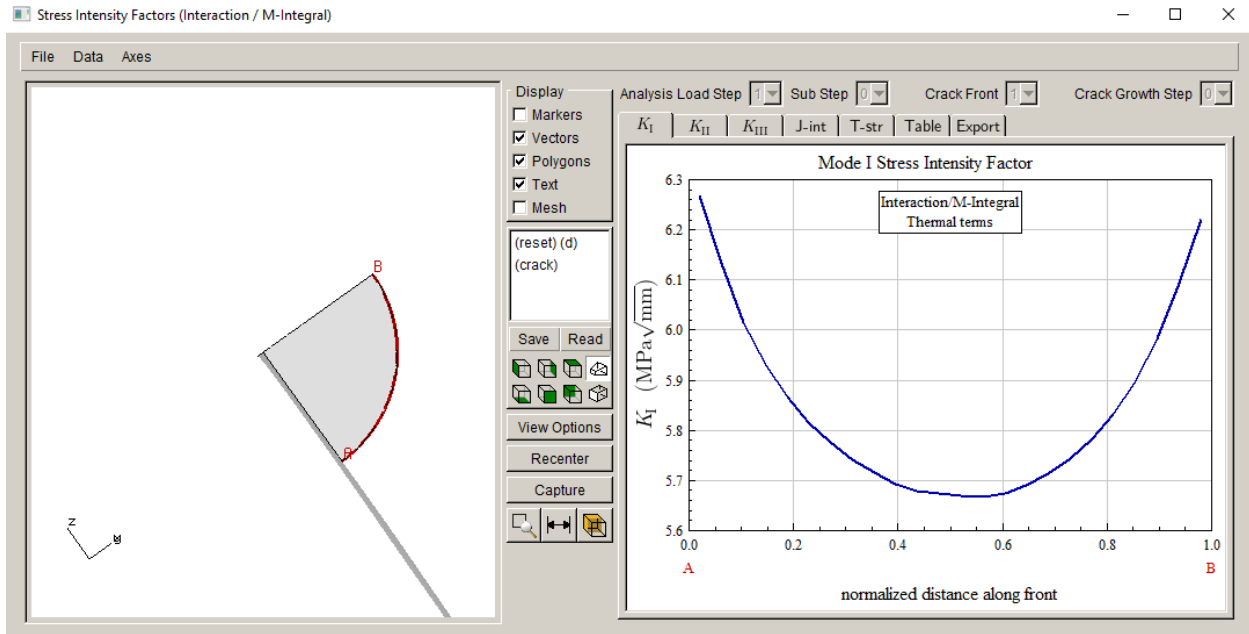 Stress Intensity Factors (Interaction / M-Integral)
File Data Axes
B
A
z
Display
Markers
Vectors
Polygons
Text
Mesh
(reset) (d)
(crack)
Save Read
View Options
Recenter
Capture
Analysis Load Step 1 Sub Step 0 Crack Front 1 Crack Growth Step 0
K_I K_II K_III J-int T-str Table Export
Mode I Stress Intensity Factor
Interaction/M-Integral
Thermal terms
K_I (MPa√mm)
6.3
6.2
6.1
6.0
5.9
5.8
5.7
5.6
0.0 0.2 0.4 0.6 0.8 1.0
A B
normalized distance along front